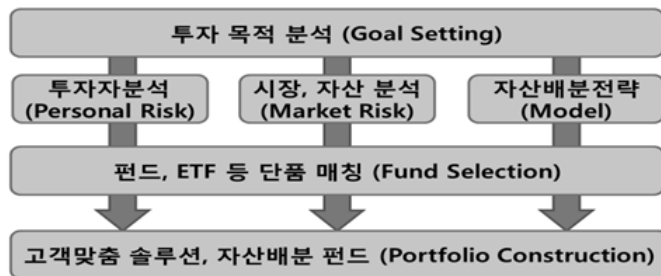 투자 목적 분석 (Goal Setting)
투자자분석
(Personal Risk)
시장, 자산 분석
(Market Risk)
자산배분전략
(Model)
펀드, ETF 등 단품 매칭 (Fund Selection)
고객맞춤 솔루션, 자산배분 펀드 (Portfolio Construction)